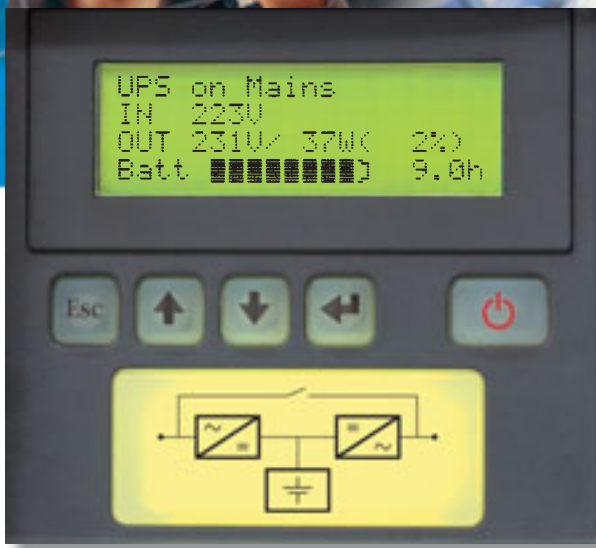 UPS on Mains
IN 223V
OUT 231V/ 37W( 2%)
Batt 9.0h
Esc